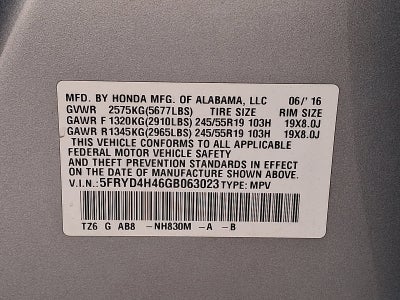 MFD. BY HONDA MFG. OF ALABAMA, LLC 06/' 16
GVWR 2575KG(5677LBS) TIRE SIZE RIM SIZE
GAWR F 1320KG(2910LBS) 245/55R19 103H 19X8.0J
GAWR R1345KG(2965LBS) 245/55R19 103H 19X8.0J
THIS VEHICLE CONFORMS TO ALL APPLICABLE
FEDERAL MOTOR VEHICLE SAFETY
AND THEFT PREVENTION STANDARDS IN EFFECT
ON THE DATE OF MANUFACTURE SHOWN ABOVE.
V.I.N.:5FRYD4H46GB063023 TYPE: MPV
TZ6 G AB8 -NH830M -A -B